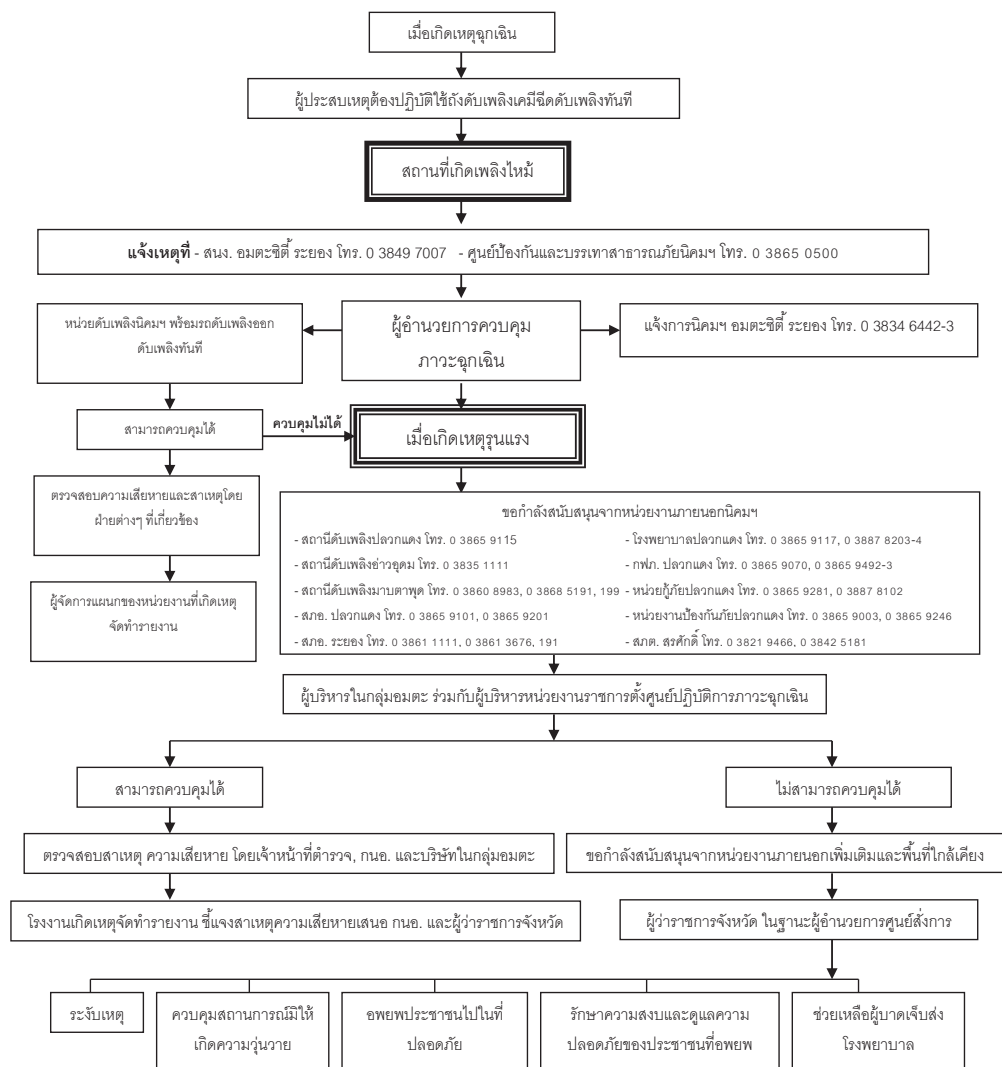 เมื่อเกิดเหตุฉุกเฉิน
ผู้ประสบเหตุต้องปฏิบัติใช้ถังดับเพลิงเคมีฉีดดับเพลิงทันที
สถานที่เกิดเพลิงไหม้
แจ้งเหตุที่ - สนง. อมตะซิตี้ ระยอง โทร. 0 3849 7007 - ศูนย์ป้องกันและบรรเทาสาธารณภัยนิคมฯ โทร. 0 3865 0500
หน่วยดับเพลิงนิคมฯ พร้อมรถดับเพลิงออก
ดับเพลิงทันที
ผู้อำนวยการควบคุม
ภาวะฉุกเฉิน
แจ้งการนิคมฯ อมตะซิตี้ ระยอง โทร. 0 3834 6442-3
สามารถควบคุมได้
ควบคุมไม่ได้
เมื่อเกิดเหตุรุนแรง
ตรวจสอบความเสียหายและสาเหตุโดย
ฝ่ายต่างๆ ที่เกี่ยวข้อง
ผู้จัดการแผนกของหน่วยงานที่เกิดเหตุ
จัดทำรายงาน
ขอกำลังสนับสนุนจากหน่วยงานภายนอกนิคมฯ
- สถานีดับเพลิงปลวกแดง โทร. 0 3865 9115
- สถานีดับเพลิงอ่าวอุดม โทร. 0 3835 1111
- สถานีดับเพลิงมาบตาพุด โทร. 0 3860 8983, 0 3868 5191, 199
- สภอ. ปลวกแดง โทร. 0 3865 9101, 0 3865 9201
- สภอ. ระยอง โทร. 0 3861 1111, 0 3861 3676, 191
- โรงพยาบาลปลวกแดง โทร. 0 3865 9117, 0 3887 8203-4
- กฟภ. ปลวกแดง โทร. 0 3865 9070, 0 3865 9492-3
- หน่วยกู้ภัยปลวกแดง โทร. 0 3865 9281, 0 3887 8102
- หน่วยงานป้องกันภัยปลวกแดง โทร. 0 3865 9003, 0 3865 9246
- สภต. สุรศักดิ์ โทร. 0 3821 9466, 0 3842 5181
ผู้บริหารในกลุ่มอมตะ ร่วมกับผู้บริหารหน่วยงานราชการตั้งศูนย์ปฏิบัติการภาวะฉุกเฉิน
สามารถควบคุมได้
ตรวจสอบสาเหตุ ความเสียหาย โดยเจ้าหน้าที่ตำรวจ, กนอ. และบริษัทในกลุ่มอมตะ
โรงงานเกิดเหตุจัดทำรายงาน ชี้แจงสาเหตุความเสียหายเสนอ กนอ. และผู้ว่าราชการจังหวัด
ไม่สามารถควบคุมได้
ขอกำลังสนับสนุนจากหน่วยงานภายนอกเพิ่มเติมและพื้นที่ใกล้เคียง
ผู้ว่าราชการจังหวัด ในฐานะผู้อำนวยการศูนย์สั่งการ
ระงับเหตุ
ควบคุมสถานการณ์มิให้
เกิดความวุ่นวาย
อพยพประชาชนไปในที่
ปลอดภัย
รักษาความสงบและดูแลความ
ปลอดภัยของประชาชนที่อพยพ
ช่วยเหลือผู้บาดเจ็บส่ง
โรงพยาบาล